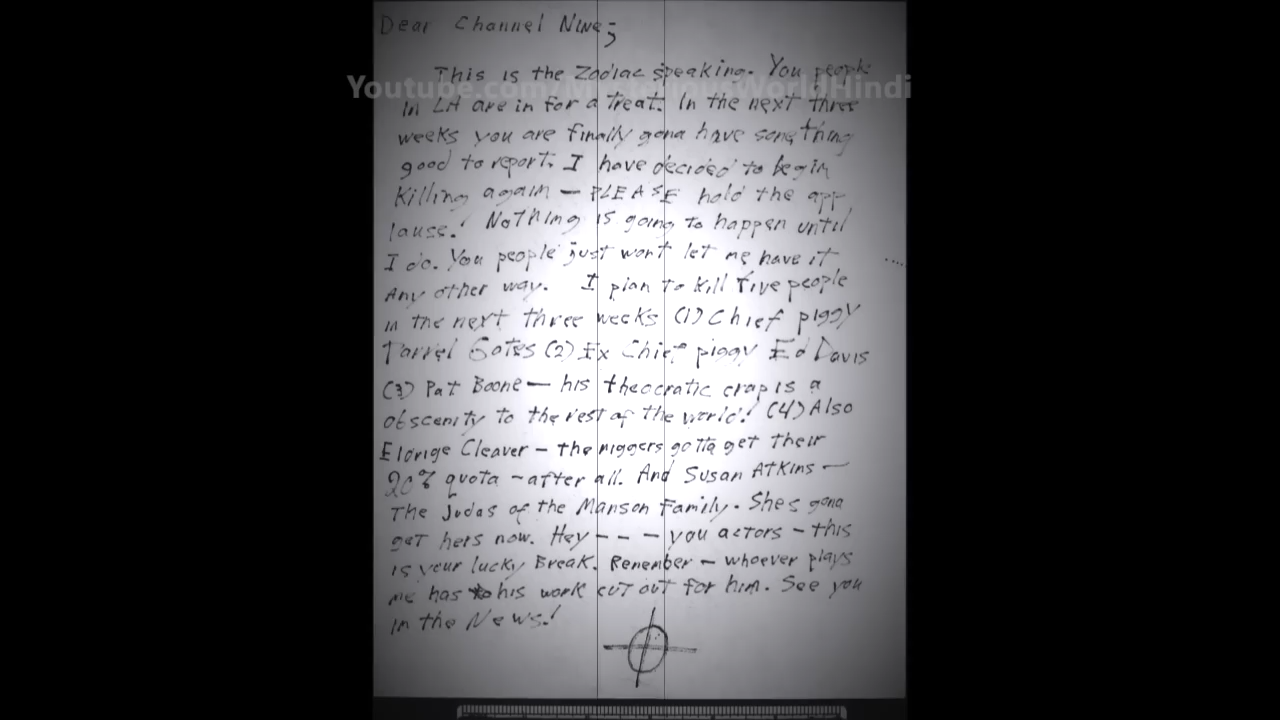 Dear Channel Nine;
This is the Zodiac speaking. You people
in LA are in for a treat. In the next three
weeks you are finally gona have something
good to report. I have decided to begin
killing again — PLEASE hold the app
lause! Nothing is going to happen until
I do. You people just wont let me have it
any other way. I plan to kill five people
in the next three weeks (1) Chief piggy
Darrel Gates (2) Ex Chief piggy Ed Davis
(3) Pat Boone — his theocratic crap is a
obscenity to the rest of the world! (4) Also
Eldrige Cleaver — the niggers gotta get their
20% quota — after all. And Susan Atkins —
The Judas of the Manson Family. Shes gona
get hers now. Hey — — — you actors — this
is your lucky Break. Remember — whoever plays
me has his work cut out for him. See you
in the News!